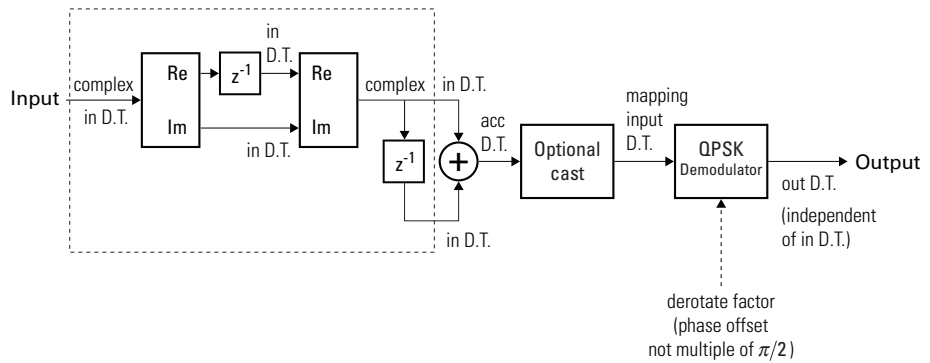 Input
complex
in D.T.
Re
Im
z⁻¹
in
D.T.
in D.T.
Re
Im
complex
z⁻¹
in D.T.
+
in D.T.
acc
D.T.
Optional
cast
mapping
input
D.T.
QPSK
Demodulator
Output
out D.T.
(independent
of in D.T.)
derotate factor
(phase offset
not multiple of π/2)